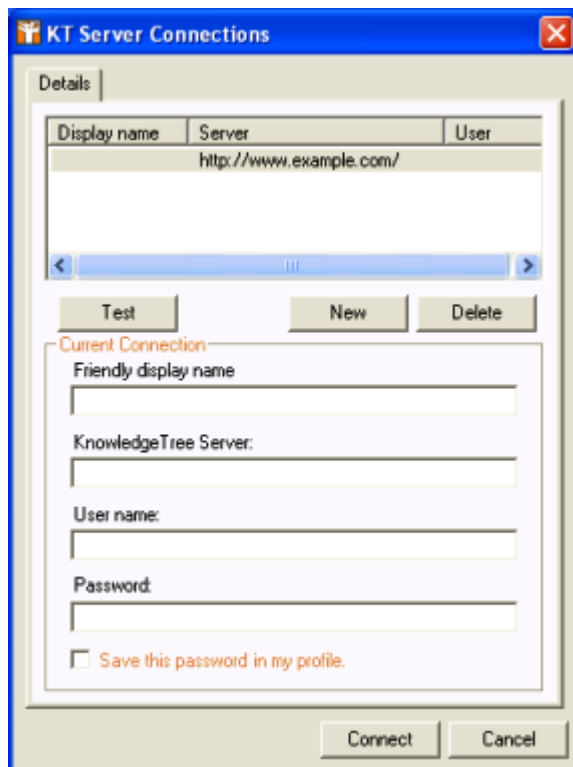 KT Server Connections
Details
Display name Server User
http://www.example.com/
Test New Delete
Current Connection
Friendly display name
KnowledgeTree Server:
User name:
Password:
Save this password in my profile.
Connect Cancel